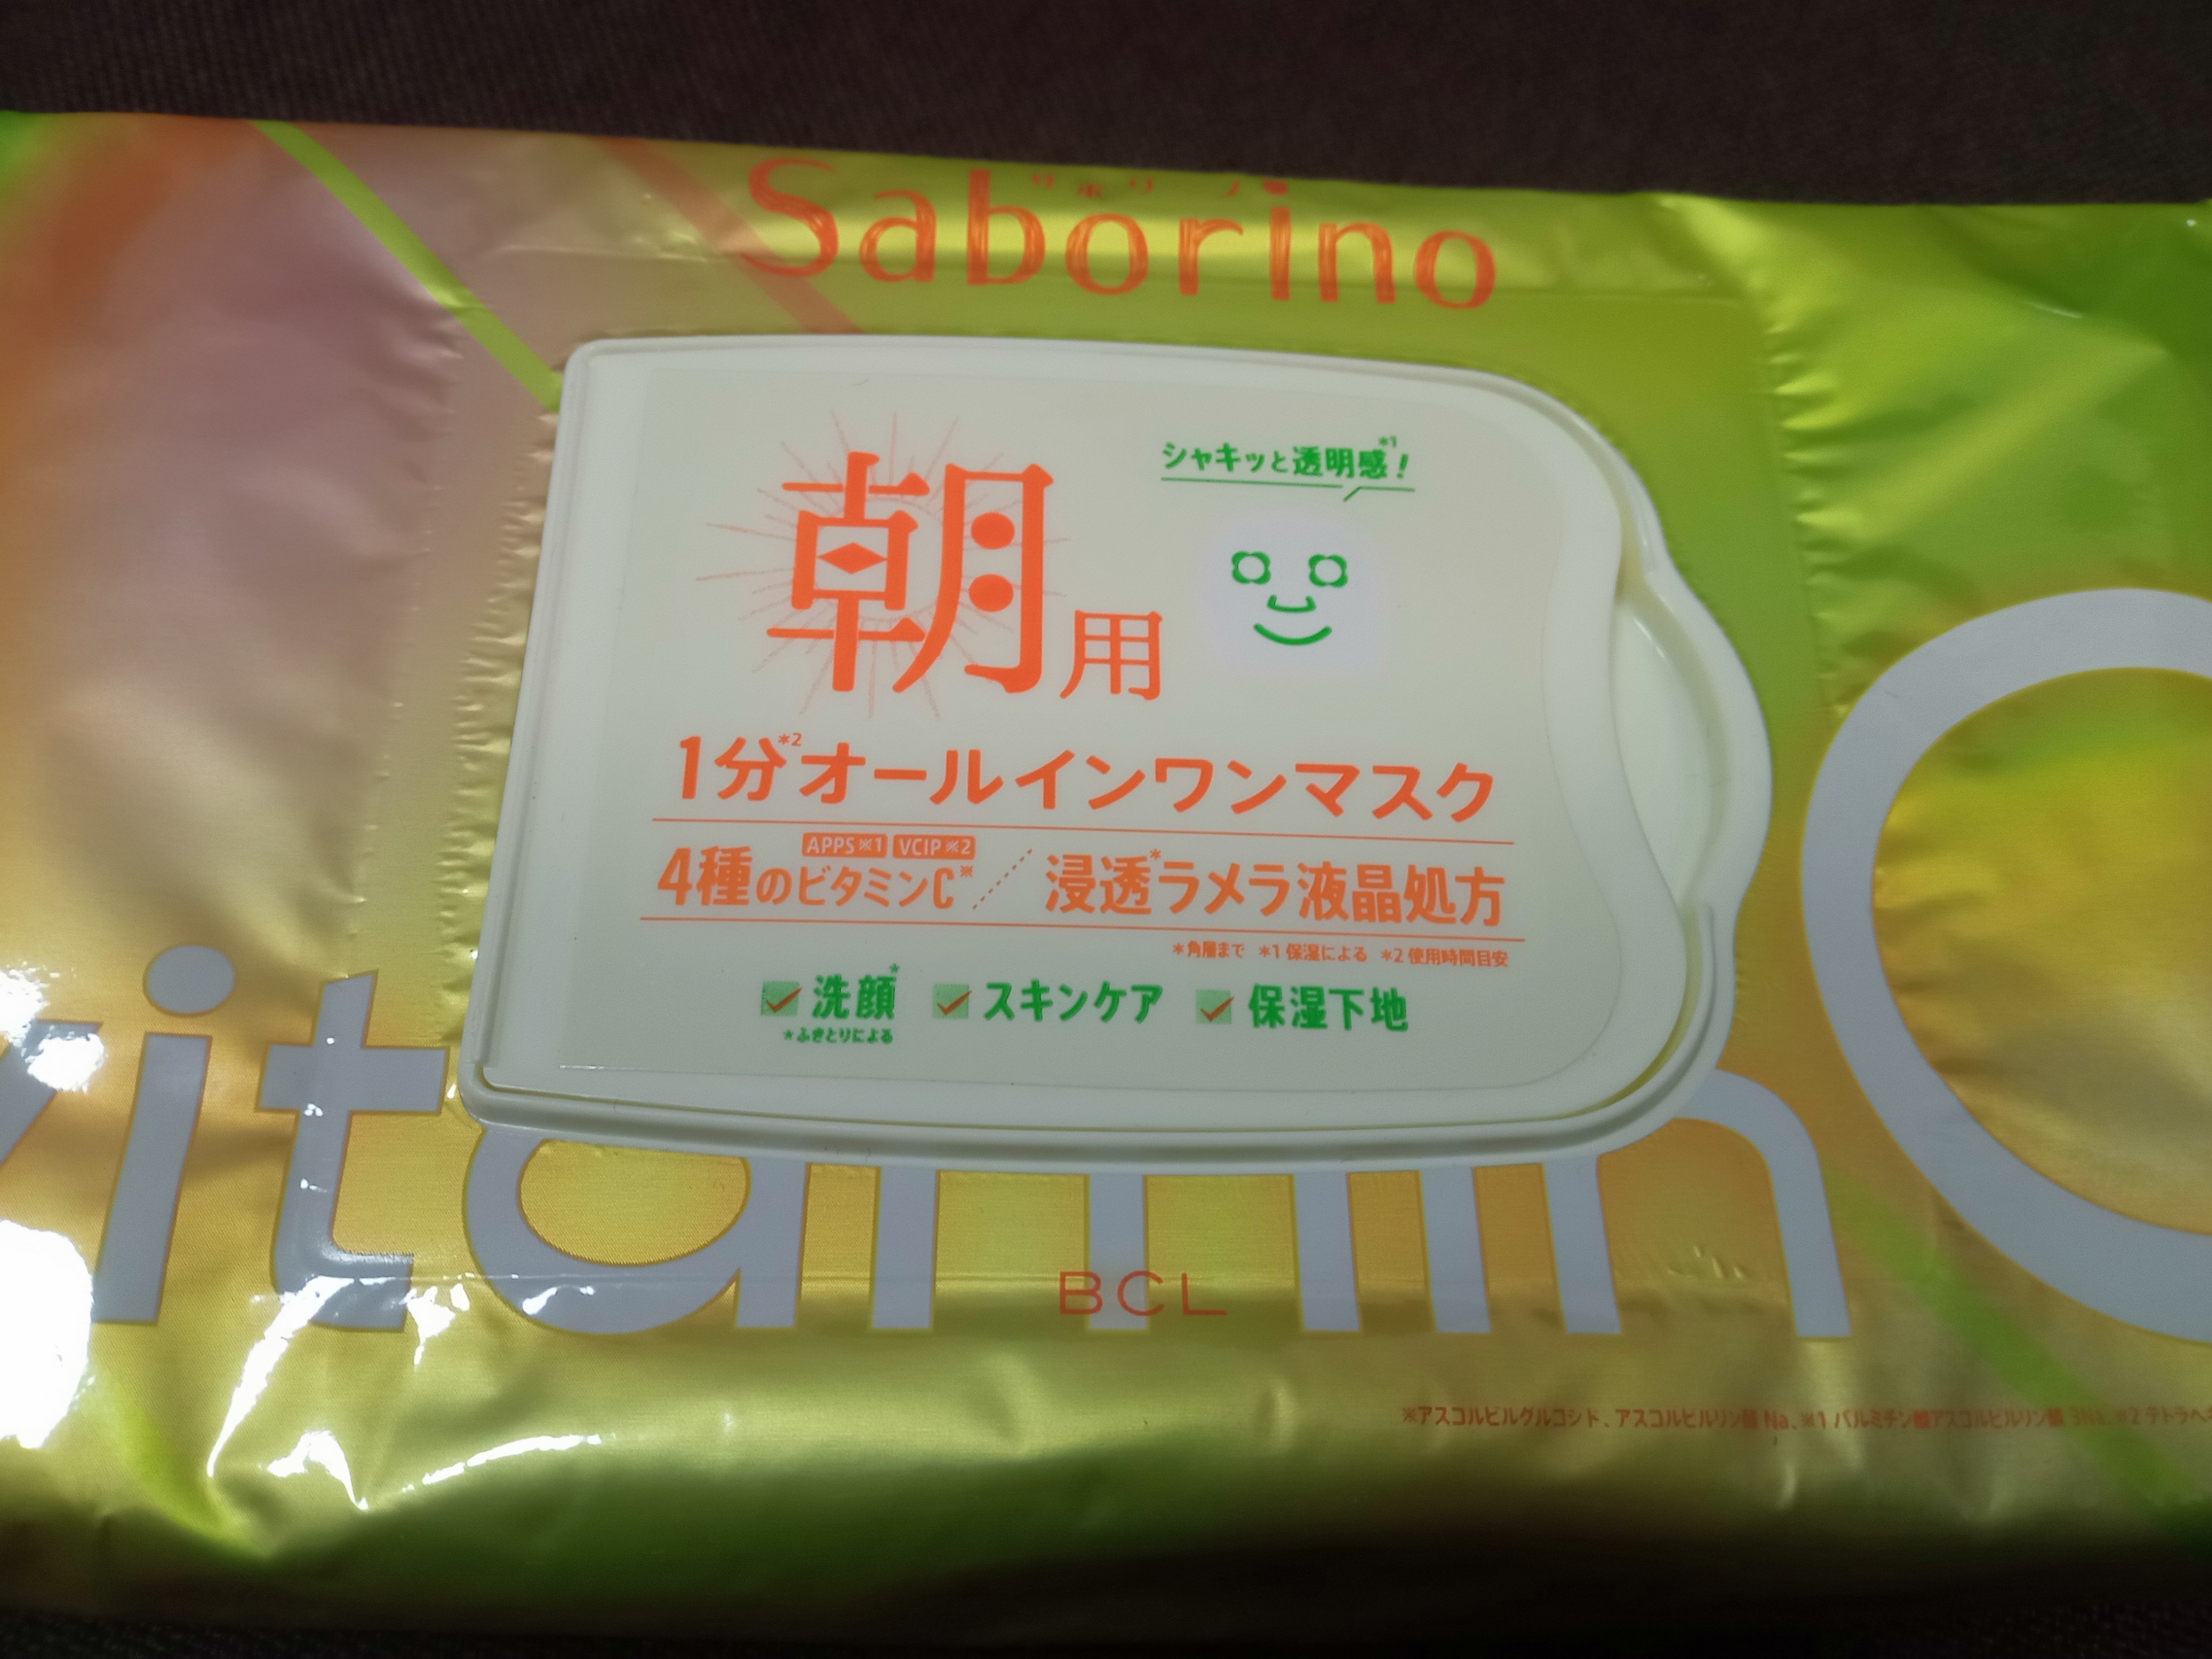 サボリーノ
Saborino
シャキッと透明感*1!
朝用
1分*2オールインワンマスク
APPS※1 VCIP※2
4種のビタミンC※ 浸透*ラメラ液晶処方
*角層まで *1 保湿による *2 使用時間目安
洗顔* スキンケア 保湿下地
*ふきとりによる
vitaminC
BCL
※アスコルビルグルコシド、アスコルビルリン酸 Na、※1 パルミチン酸アスコルビルリン酸 3Na、※2 テトラヘキ